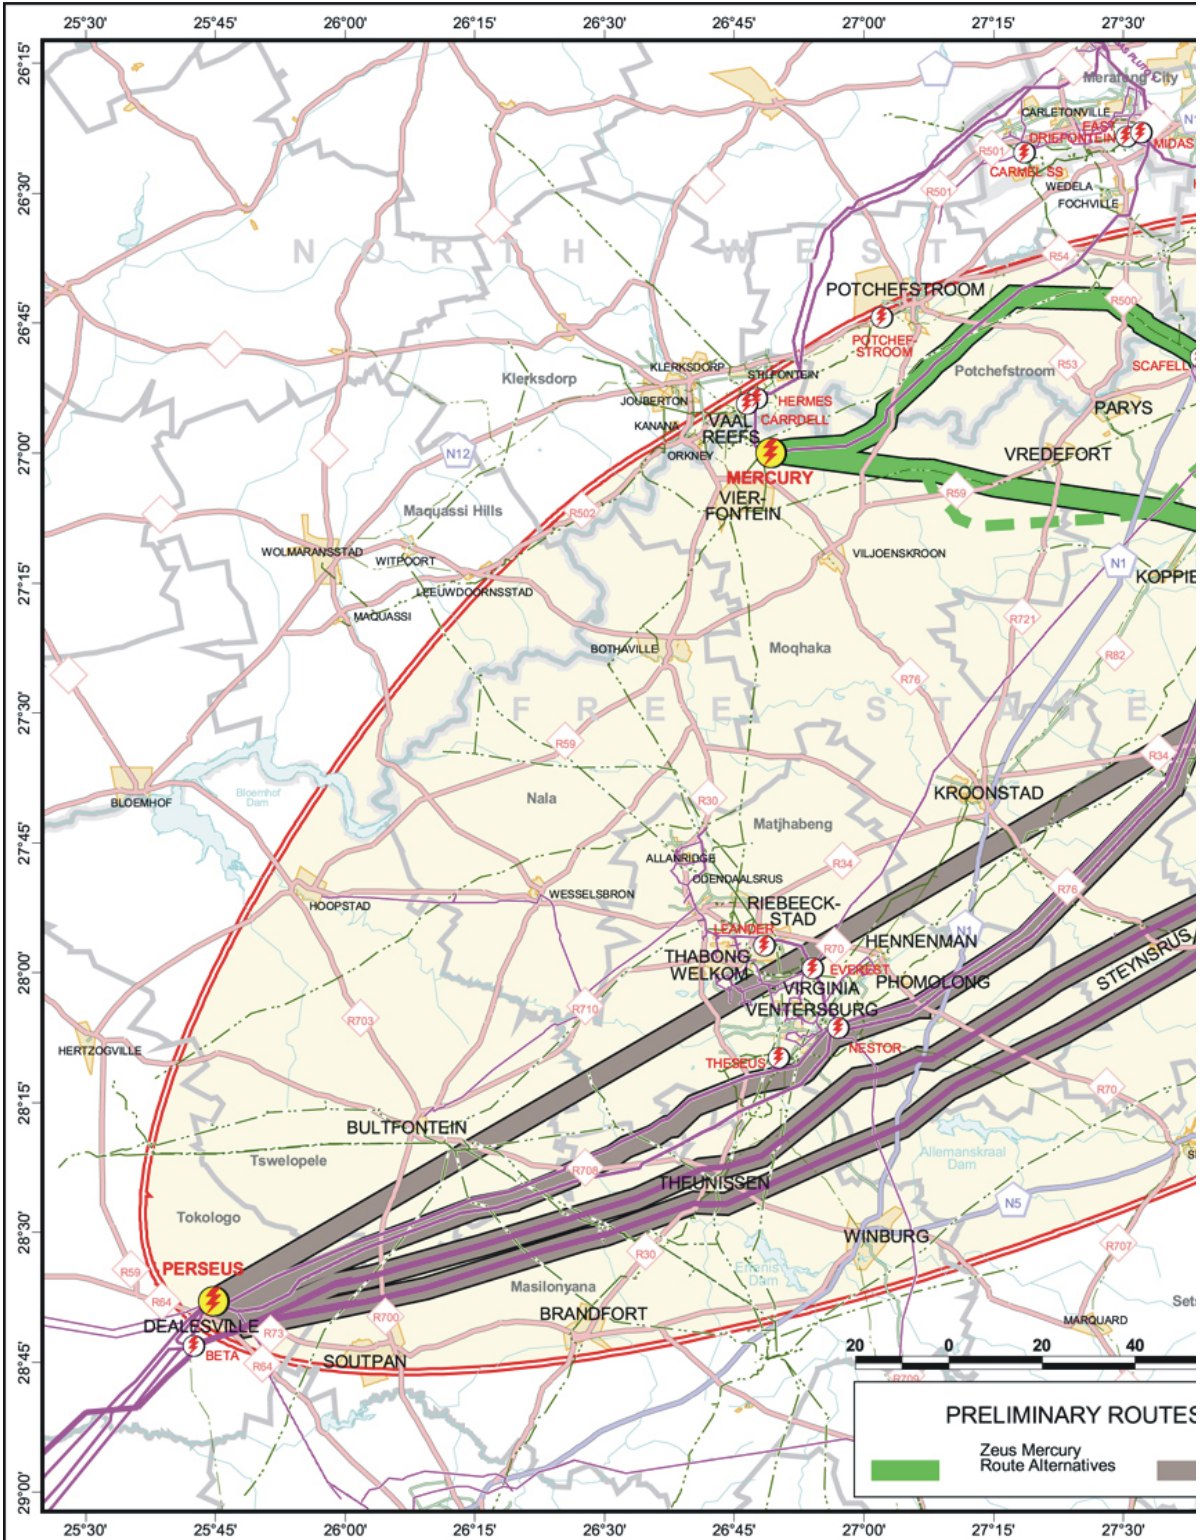 25°30' 25°45' 26°00' 26°15' 26°30' 26°45' 27°00' 27°15' 27°30'
26°15'
26°30'
26°45'
27°00'
27°15'
27°30'
27°45'
28°00'
28°15'
28°30'
28°45'
29°00'
Merafong City
CARLETONVILLE
EAST
DRIEFONTEIN
MIDAS
R501
CARMEL SS
WEDELA
R501
FOCHVILLE
NORTH WEST
R54
POTCHEFSTROOM
R500
POTCHEF-
STROOM
SCAFELL
KLERKSDORP
STILFONTEIN
Klerksdorp
Potchefstroom
R53
JOUBERTON
HERMES
CARRDELL
PARYS
KANANA
VAAL
REEFS
ORKNEY
N12
VREDEFORT
MERCURY
VIER-
FONTEIN
R59
Maquassi Hills
R502
WOLMARANSSTAD
WITPOORT
VILJOENSKROON
N1
KOPPIE
LEEUWDOORNSSTAD
MAQUASSI
R721
BOTHAVILLE
Moqhaka
R82
R76
FREE STATE
R59
R34
BLOEMHOF
Bloemhof
Dam
Nala
R30
KROONSTAD
Matjhabeng
ALLANRIDGE
R34
ODENDAALSRUS
R76
HOOPSTAD
WESSELSBRON
RIEBEECK-
STAD
LEANDER
N1
R70
HENNENMAN
THABONG
WELKOM
EVEREST
VIRGINIA
PHOMOLONG
STEYNSRUS
R703
R710
VENTERSBURG
HERTZOGVILLE
NESTOR
THESEUS
R70
BULTFONTEIN
Tswelopele
R708
Allemanskraal
Dam
THEUNISSEN
N5
Tokologo
WINBURG
R707
PERSEUS
R59
R30
Erfenis
Dam
R64
Masilonyana
DEALESVILLE
R73
R700
BRANDFORT
MARQUARD
BETA
R64
SOUTPAN
20 0 20 40
R709
PRELIMINARY ROUTES
Zeus Mercury
Route Alternatives
25°30' 25°45' 26°00' 26°15' 26°30' 26°45' 27°00' 27°15' 27°30'